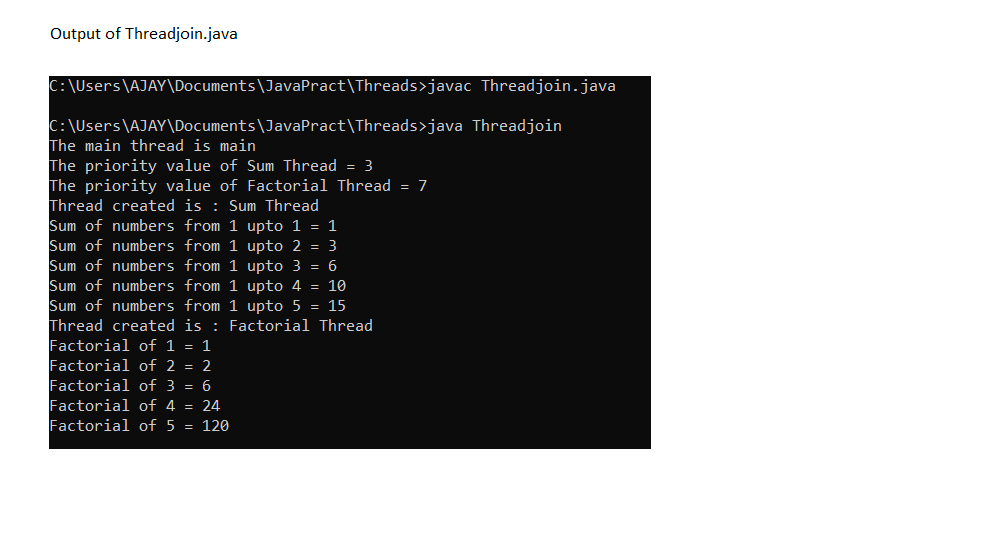 Output of Threadjoin.java
C:\Users\AJAY\Documents\JavaPract\Threads>javac Threadjoin.java
C:\Users\AJAY\Documents\JavaPract\Threads>java Threadjoin
The main thread is main
The priority value of Sum Thread = 3
The priority value of Factorial Thread = 7
Thread created is : Sum Thread
Sum of numbers from 1 upto 1 = 1
Sum of numbers from 1 upto 2 = 3
Sum of numbers from 1 upto 3 = 6
Sum of numbers from 1 upto 4 = 10
Sum of numbers from 1 upto 5 = 15
Thread created is : Factorial Thread
Factorial of 1 = 1
Factorial of 2 = 2
Factorial of 3 = 6
Factorial of 4 = 24
Factorial of 5 = 120